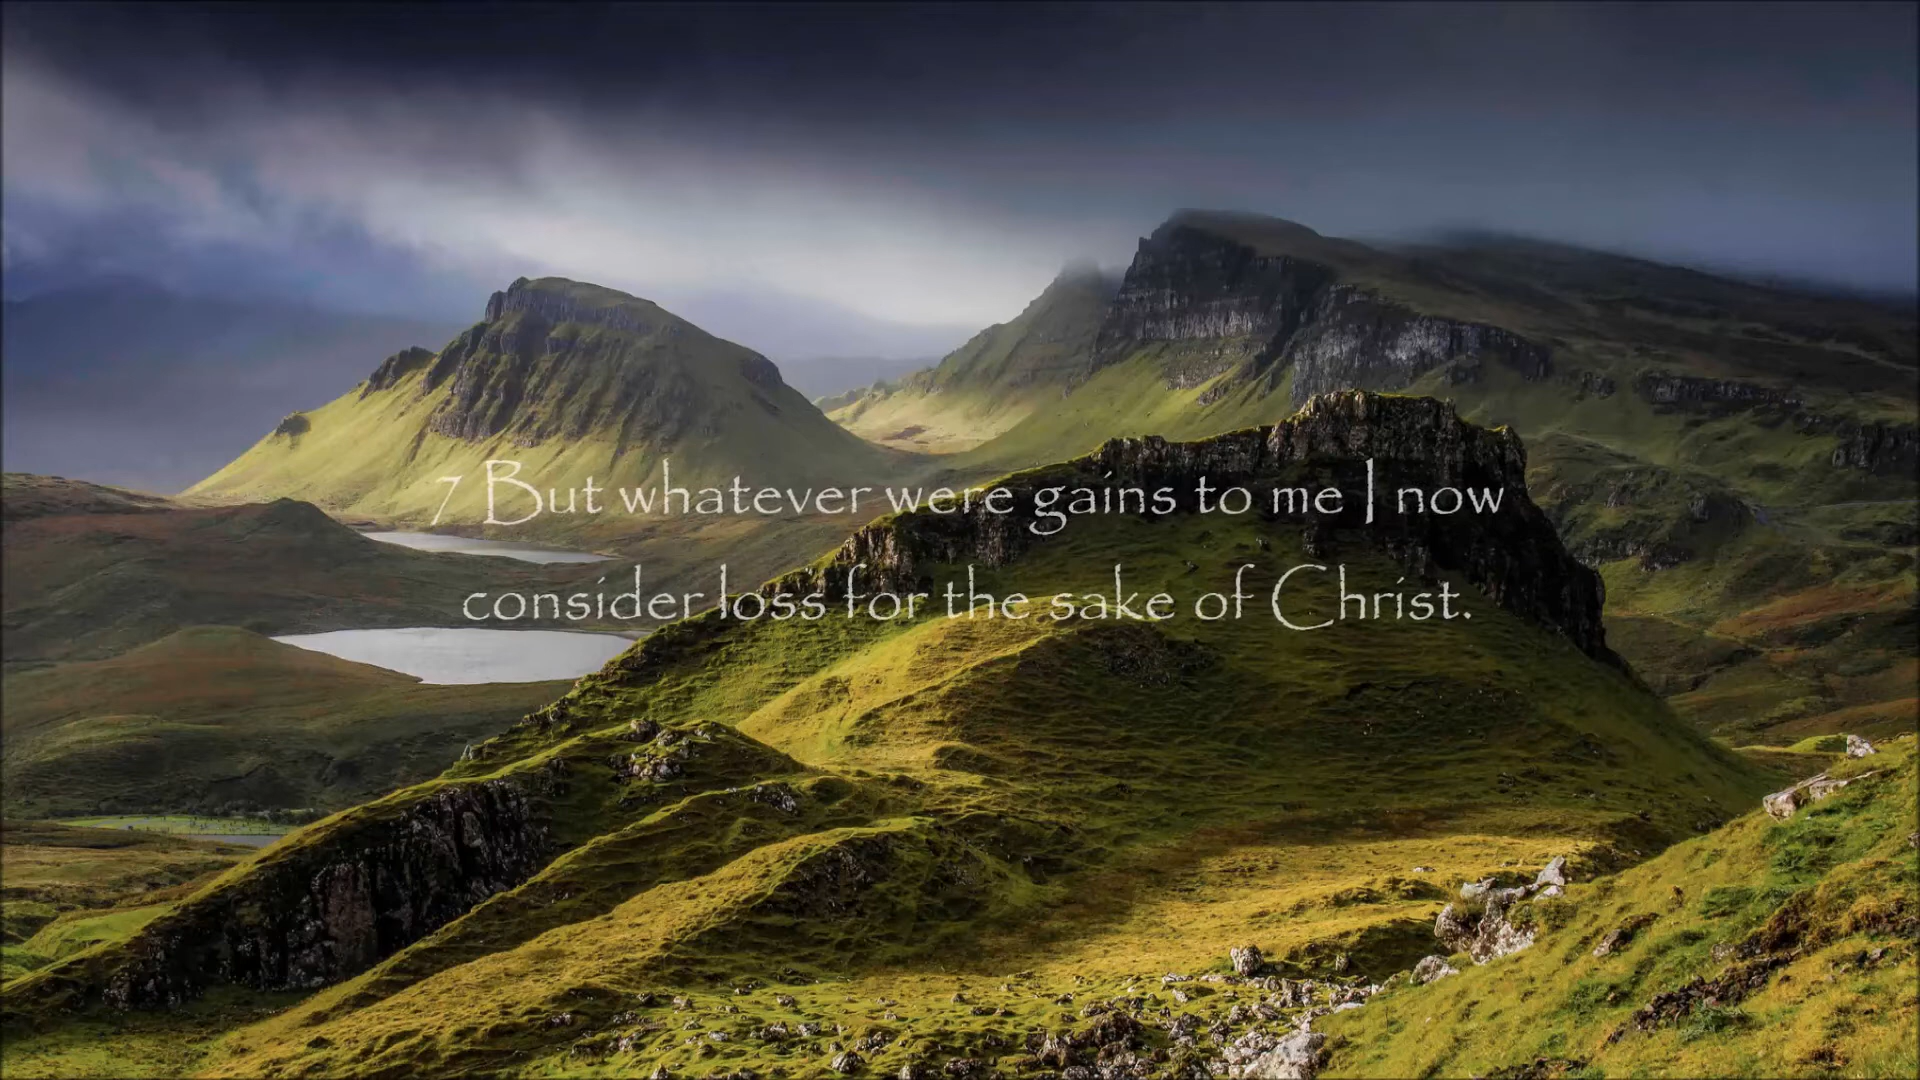 7 But whatever were gains to me I now
consider loss for the sake of Christ.